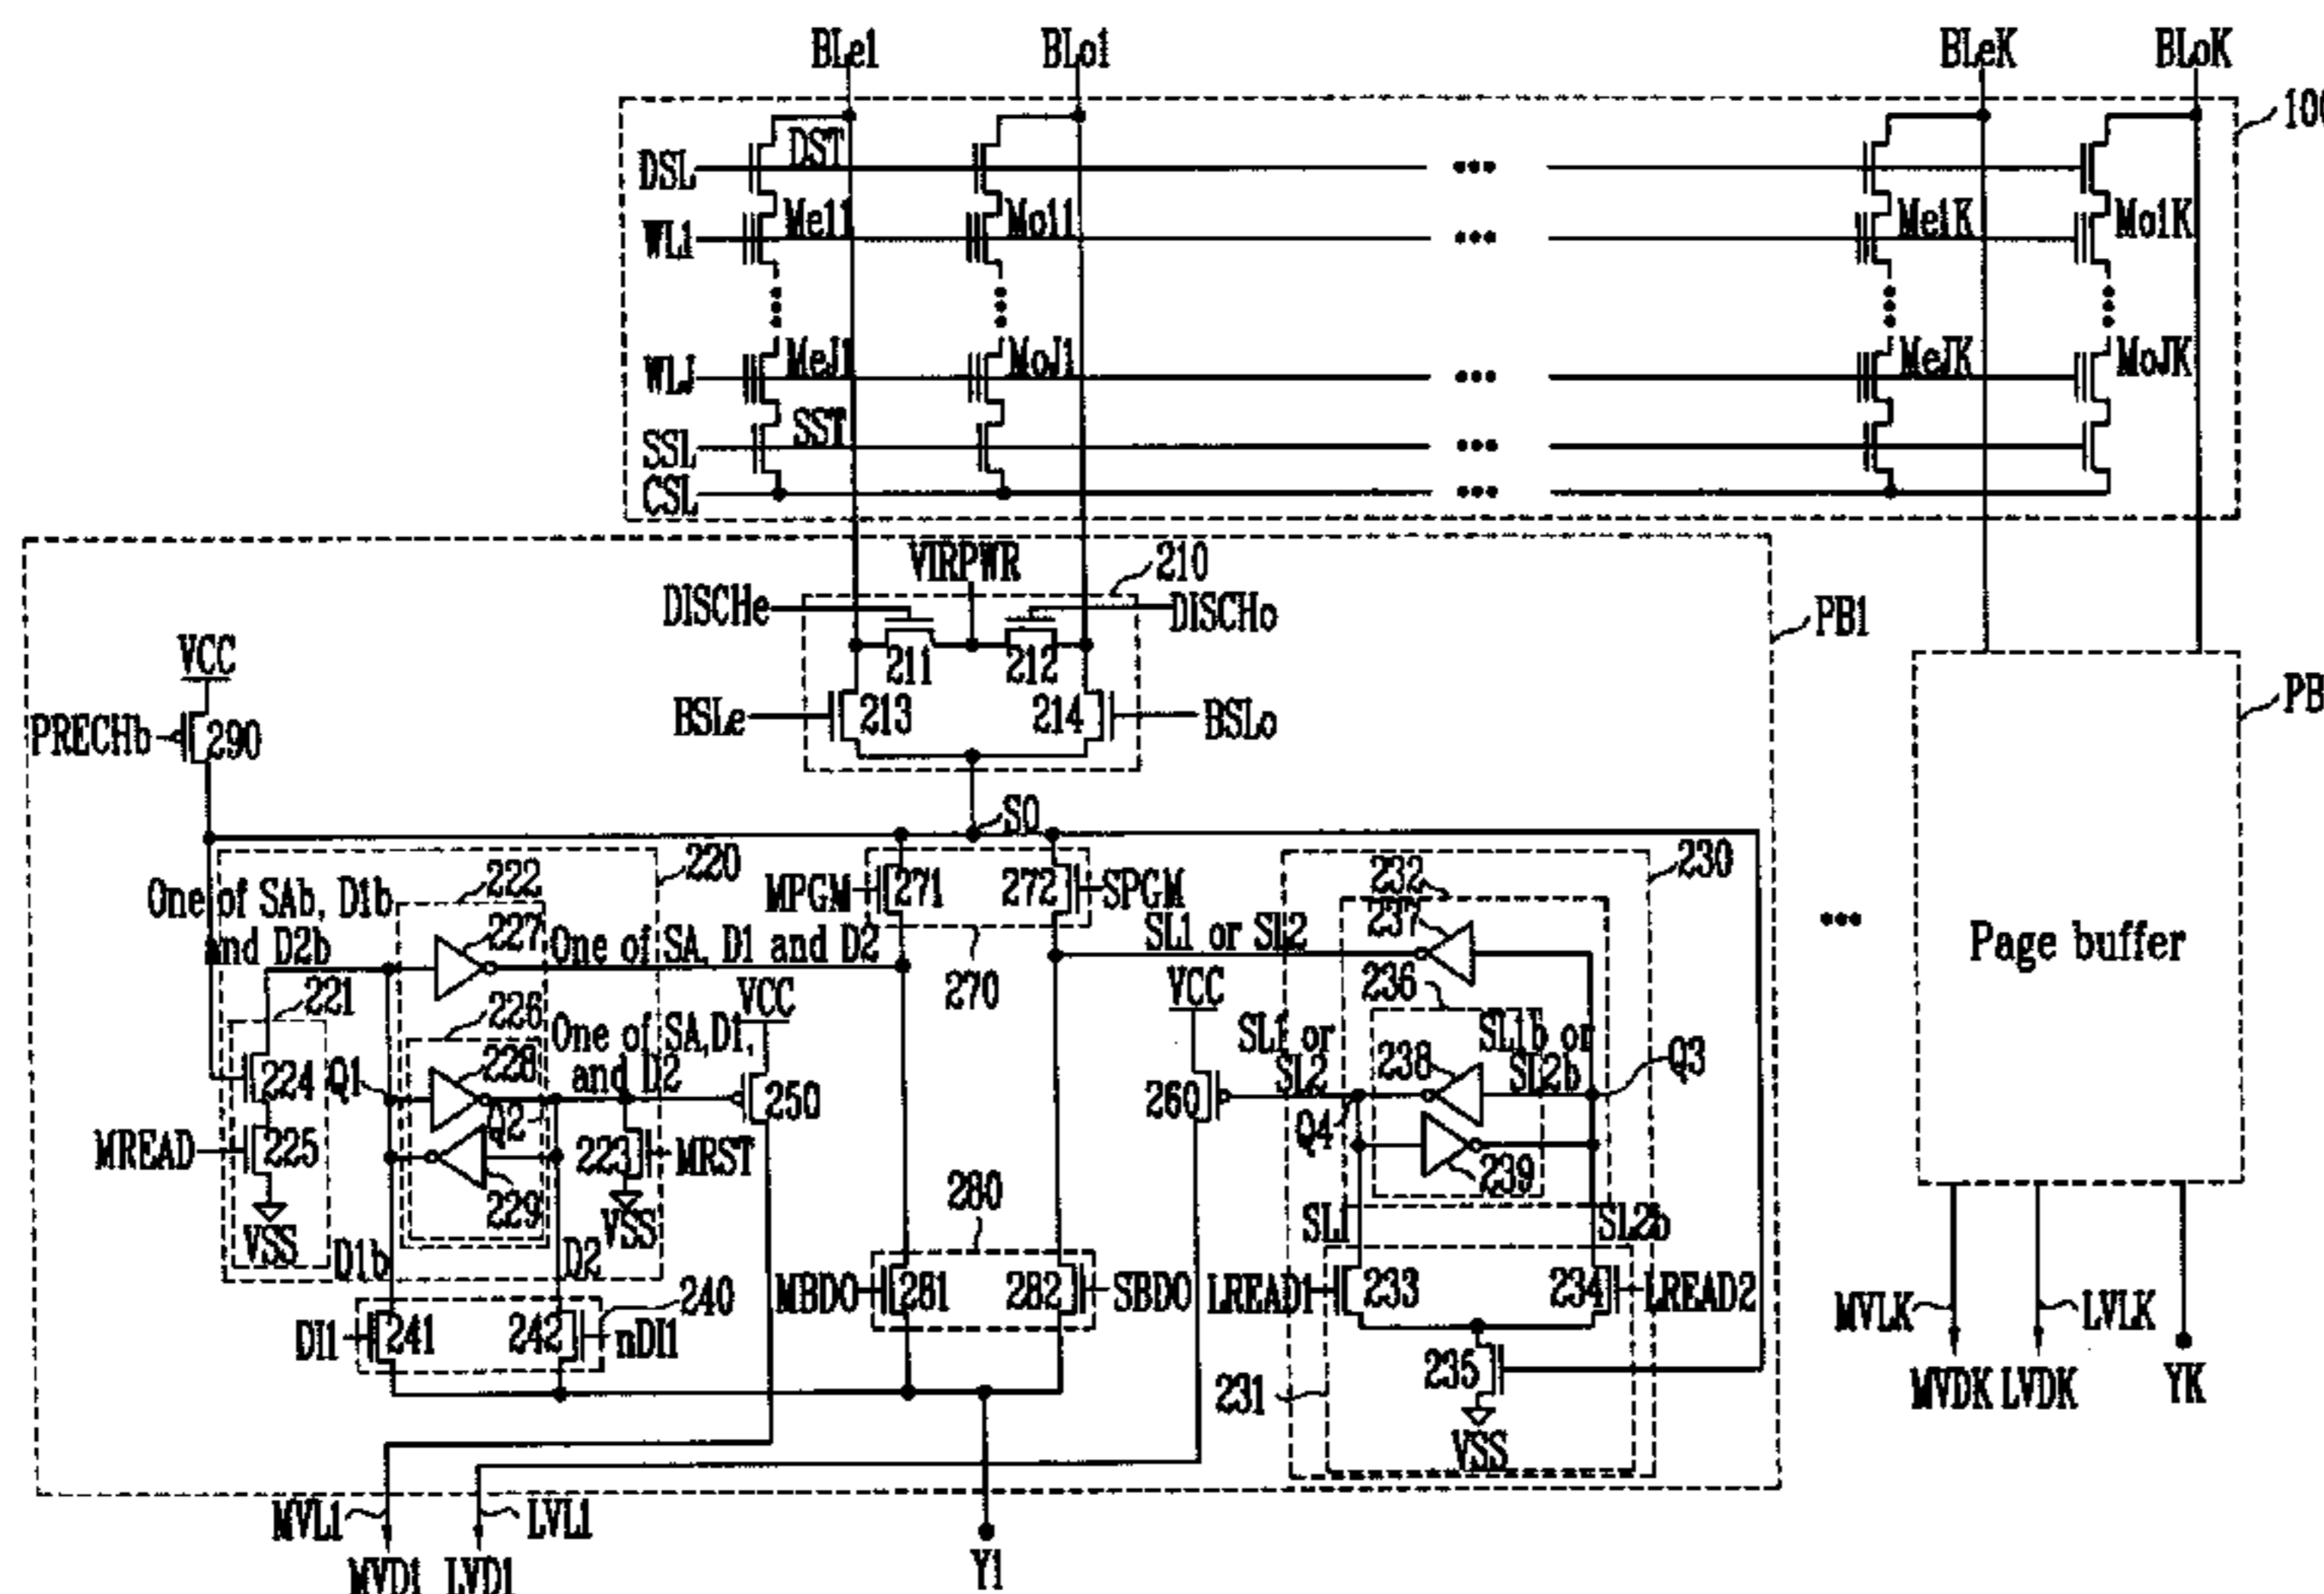 BLe1 BLo1 BLeK BLoK
100
DSL DST
WL1 Me11 Mo11 Me1K Mo1K
WLJ MeJ1 MoJ1 MeJK MoJK
SSL SST
CSL
VIRPWR 210
DISCHe DISCHo PB1
211 212
VCC
BSLe 213 214 BSLo PB
PRECHb 290
SO
220 222 230 232
One of SAb, D1b
and D2b
227 One of SA, D1 and D2
MPGM 271 272 SPGM
SL1 or SL2 237
Page buffer
221 226 VCC 270 VCC 236
One of SA,D1,
and D2
SL1 or
SL2
SL1b or
SL2b
Q1 224 228 Q2 250 260 Q4 238 Q3
MREAD 225 229 223 MRST 239
VSS VSS 280
D1b D2 SL1 SL2b
DI1 241 242 240 nDI1
MBDO 281 282 SBDO
LREAD1 233 234 LREAD2
MVLK LVLK
231 235
MVDK LVDK YK
VSS
MVL1 LVL1
MVD1 LVD1 Y1